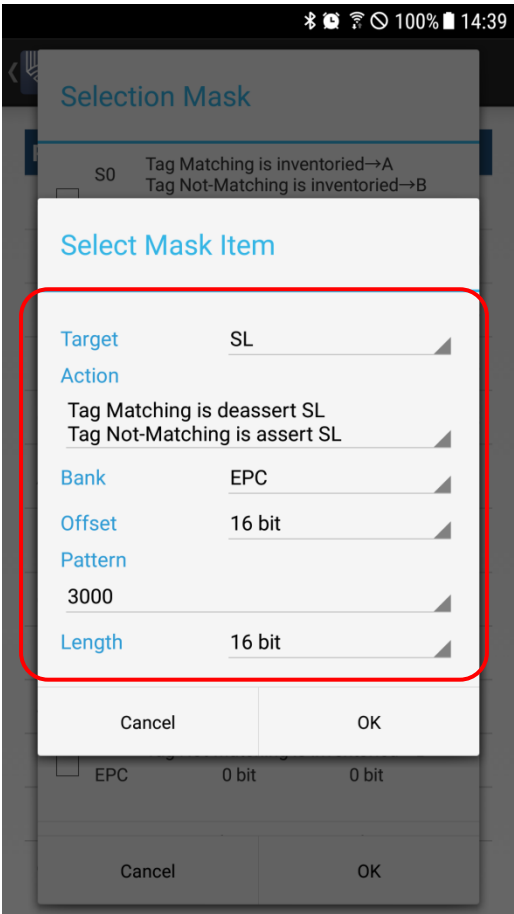 100% 14:39
Selection Mask
S0 Tag Matching is inventoried→A
Tag Not-Matching is inventoried→B
Select Mask Item
Target SL
Action
Tag Matching is deassert SL
Tag Not-Matching is assert SL
Bank EPC
Offset 16 bit
Pattern
3000
Length 16 bit
Cancel OK
EPC 0 bit 0 bit
Cancel OK